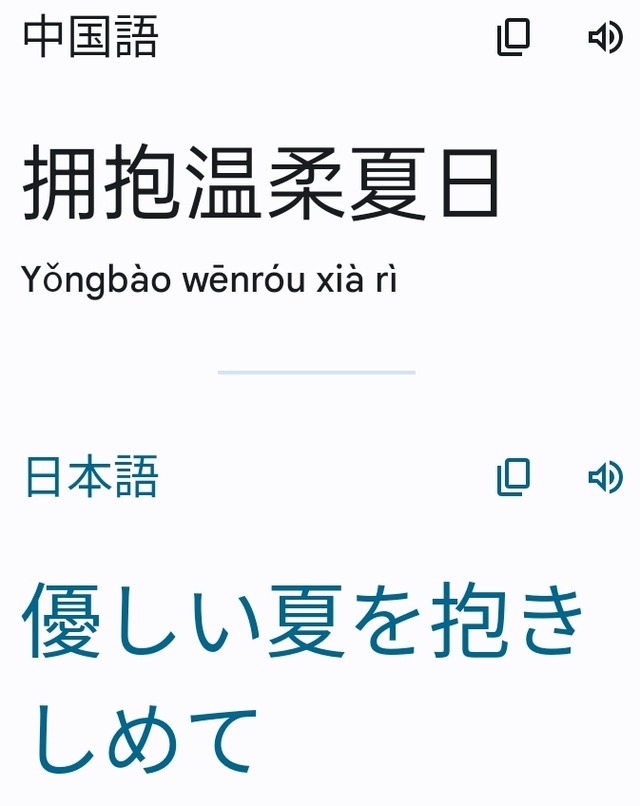 中国語
拥抱温柔夏日
Yǒngbào wēnróu xià rì
日本語
優しい夏を抱き
しめて